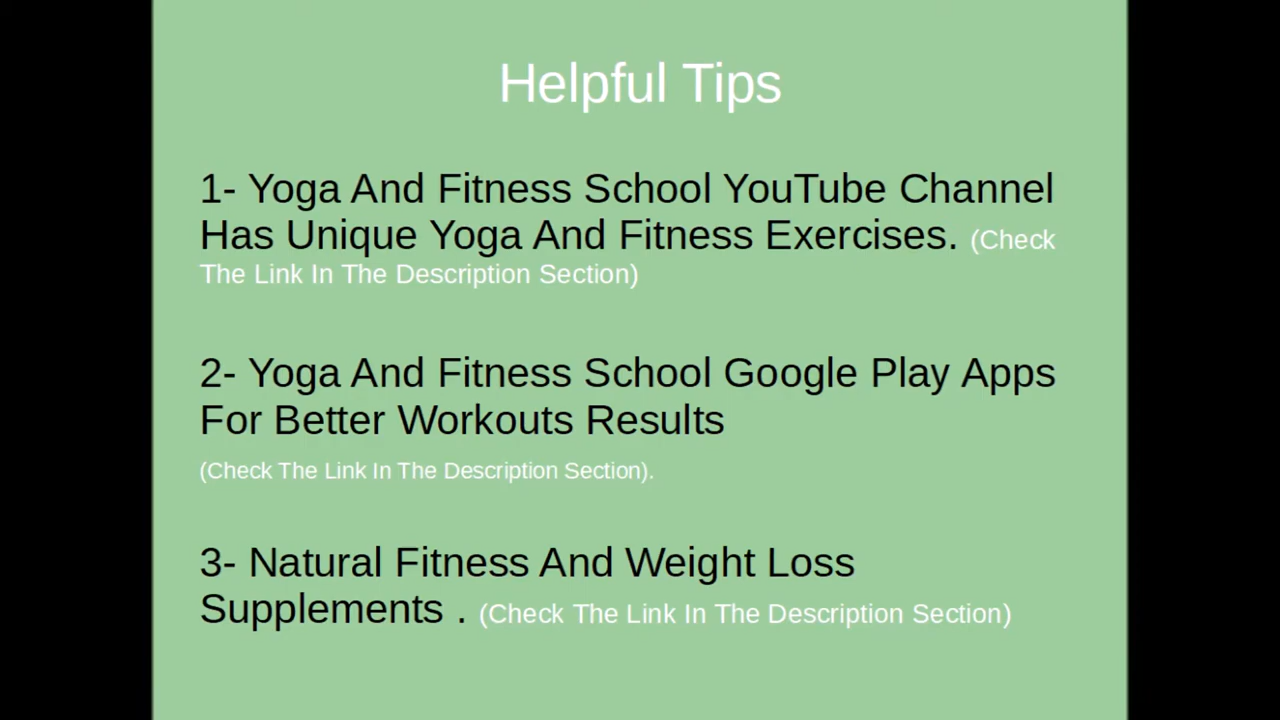 Helpful Tips
1- Yoga And Fitness School YouTube Channel
Has Unique Yoga And Fitness Exercises. (Check
The Link In The Description Section)
2- Yoga And Fitness School Google Play Apps
For Better Workouts Results
(Check The Link In The Description Section).
3- Natural Fitness And Weight Loss
Supplements . (Check The Link In The Description Section)